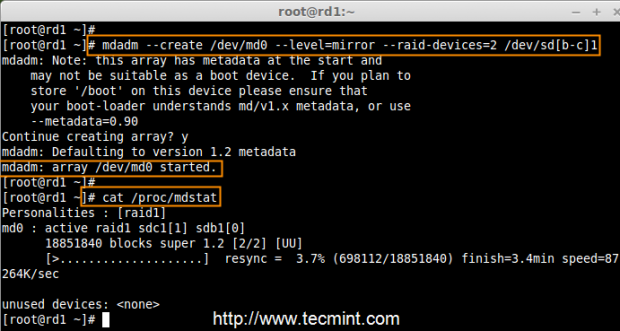 root@rd1:~
[root@rd1 ~]#
[root@rd1 ~]# mdadm --create /dev/md0 --level=mirror --raid-devices=2 /dev/sd[b-c]1
mdadm: Note: this array has metadata at the start and
    may not be suitable as a boot device.  If you plan to
    store '/boot' on this device please ensure that
    your boot-loader understands md/v1.x metadata, or use
    --metadata=0.90
Continue creating array? y
mdadm: Defaulting to version 1.2 metadata
mdadm: array /dev/md0 started.
[root@rd1 ~]#
[root@rd1 ~]# cat /proc/mdstat
Personalities : [raid1]
md0 : active raid1 sdc1[1] sdb1[0]
      18851840 blocks super 1.2 [2/2] [UU]
      [>....................]  resync =  3.7% (698112/18851840) finish=3.4min speed=87
264K/sec
unused devices: <none>
[root@rd1 ~]#
http://www.tecmint.com